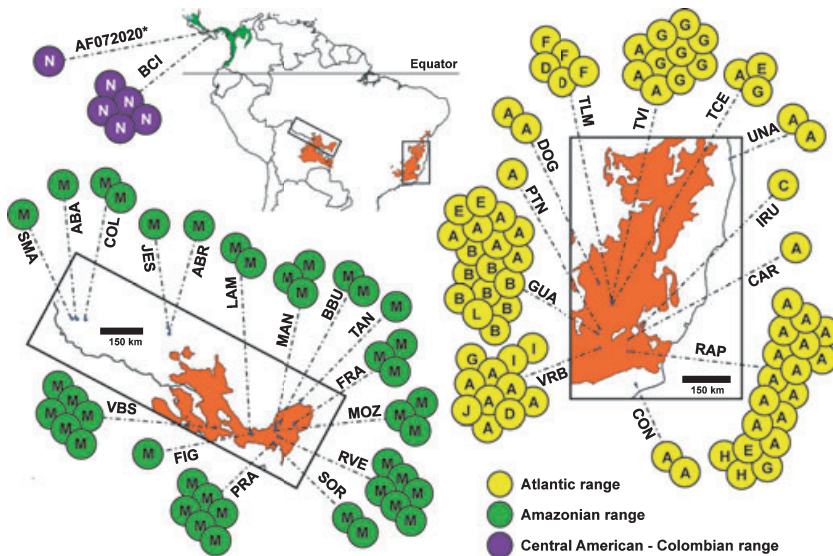 AF072020*
N
BCI
N N
N N
N N
Equator
F
F
D
D
F
TLM
G
G
A G G
A G G
A A G G
TVI
A E
G
TCE
A
A
UNA
A
A
DOG
A
PTN
C
IRU
A
CAR
E E
A A A
B A A
B B A
B B B
B L B
B
GUA
G A I I
A A A
J A D A
A
VRB
RAP
A A
A A A
A A A
A A
A A
A A
A E A
H H G
CON
A A
150 km
M
SMA
M
ABA
M
M
COL
M
JES
M
ABR
M
M
LAM
M M
M M
MAN
M
M M
BBU
M
TAN
M M
M M
FRA
M M
M M
MOZ
M M
M M
M M
M
VBS
M
FIG
M M
M M
M M
M M
PRA
M M
SOR
M M
M M
M M
M M
RVE
150 km
Atlantic range
Amazonian range
Central American - Colombian range